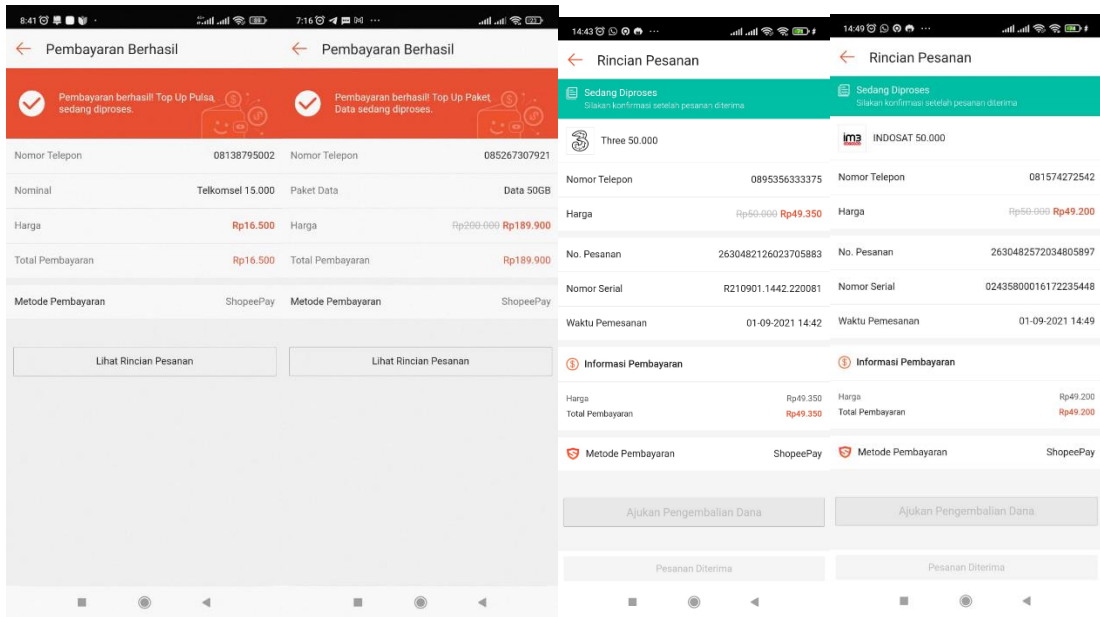 8:41
Pembayaran Berhasil
Pembayaran berhasil! Top Up Pulsa
sedang diproses.
Nomor Telepon 08138795002
Nominal Telkomsel 15.000
Harga Rp16.500
Total Pembayaran Rp16.500
Metode Pembayaran ShopeePay
Lihat Rincian Pesanan
7:16
Pembayaran Berhasil
Pembayaran berhasil! Top Up Paket
Data sedang diproses.
Nomor Telepon 085267307921
Paket Data Data 50GB
Harga Rp200.000 Rp189.900
Total Pembayaran Rp189.900
Metode Pembayaran ShopeePay
Lihat Rincian Pesanan
14:43
Rincian Pesanan
Sedang Diproses
Silakan konfirmasi setelah pesanan diterima
3 Three 50.000
Nomor Telepon 0895356333375
Harga Rp50.000 Rp49.350
No. Pesanan 2630482126023705883
Nomor Serial R210901.1442.220081
Waktu Pemesanan 01-09-2021 14:42
Informasi Pembayaran
Harga Rp49.350
Total Pembayaran Rp49.350
Metode Pembayaran ShopeePay
Ajukan Pengembalian Dana
Pesanan Diterima
14:49
Rincian Pesanan
Sedang Diproses
Silakan konfirmasi setelah pesanan diterima
im3 INDOSAT 50.000
Nomor Telepon 081574272542
Harga Rp50.000 Rp49.200
No. Pesanan 2630482572034805897
Nomor Serial 02435800016172235448
Waktu Pemesanan 01-09-2021 14:49
Informasi Pembayaran
Harga Rp49.200
Total Pembayaran Rp49.200
Metode Pembayaran ShopeePay
Ajukan Pengembalian Dana
Pesanan Diterima